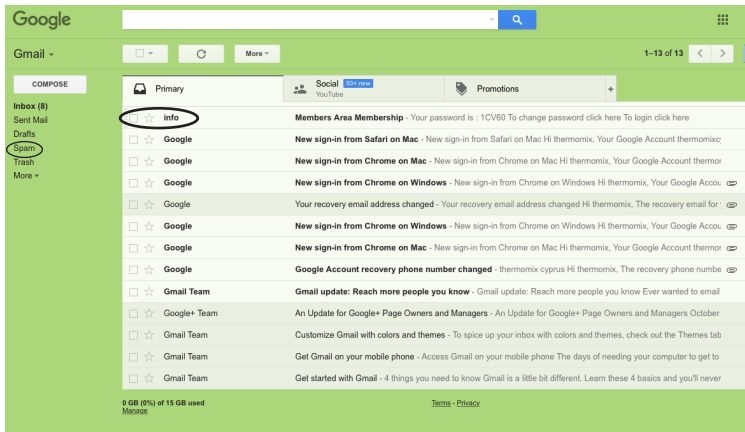 Google
Gmail
More
1–13 of 13
COMPOSE
Primary
Social 50+ new
YouTube
Promotions
+
Inbox (8)
Sent Mail
Drafts
Spam
Trash
More
info Members Area Membership - Your password is : 1CV60 To change password click here To login click here
Google New sign-in from Safari on Mac - New sign-in from Safari on Mac Hi thermomix, Your Google Account thermomixcy
Google New sign-in from Chrome on Mac - New sign-in from Chrome on Mac Hi thermomix, Your Google Account thermor
Google New sign-in from Chrome on Windows - New sign-in from Chrome on Windows Hi thermomix, Your Google Accou
Google Your recovery email address changed - Your recovery email address changed Hi thermomix, The recovery email for
Google New sign-in from Chrome on Windows - New sign-in from Chrome on Windows Hi thermomix, Your Google Accou
Google New sign-in from Chrome on Mac - New sign-in from Chrome on Mac Hi thermomix, Your Google Account thermor
Google Google Account recovery phone number changed - thermomix cyprus Hi thermomix, The recovery phone numbe
Gmail Team Gmail update: Reach more people you know - Gmail update: Reach more people you know Ever wanted to email
Google+ Team An Update for Google+ Page Owners and Managers - An Update for Google+ Page Owners and Managers October
Gmail Team Customize Gmail with colors and themes - To spice up your inbox with colors and themes, check out the Themes tab
Gmail Team Get Gmail on your mobile phone - Access Gmail on your mobile phone The days of needing your computer to get to
Gmail Team Get started with Gmail - 4 things you need to know Gmail is a little bit different. Learn these 4 basics and you'll never
0 GB (0%) of 15 GB used
Manage
Terms - Privacy